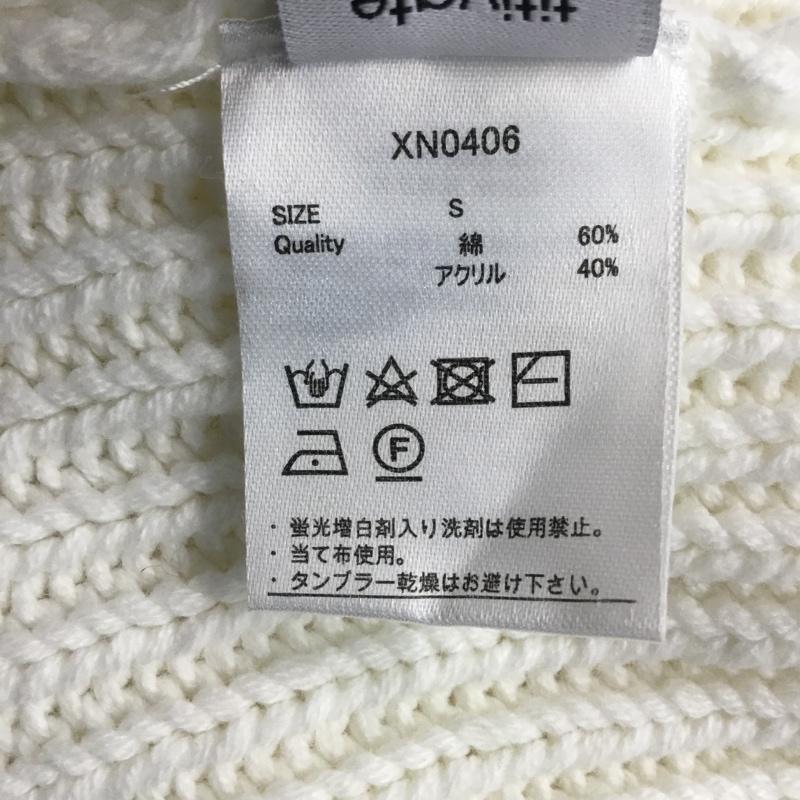 titivate
XN0406
SIZE S
Quality 綿 60%
アクリル 40%
F
・蛍光増白剤入り洗剤は使用禁止。
・当て布使用。
・タンブラー乾燥はお避け下さい。